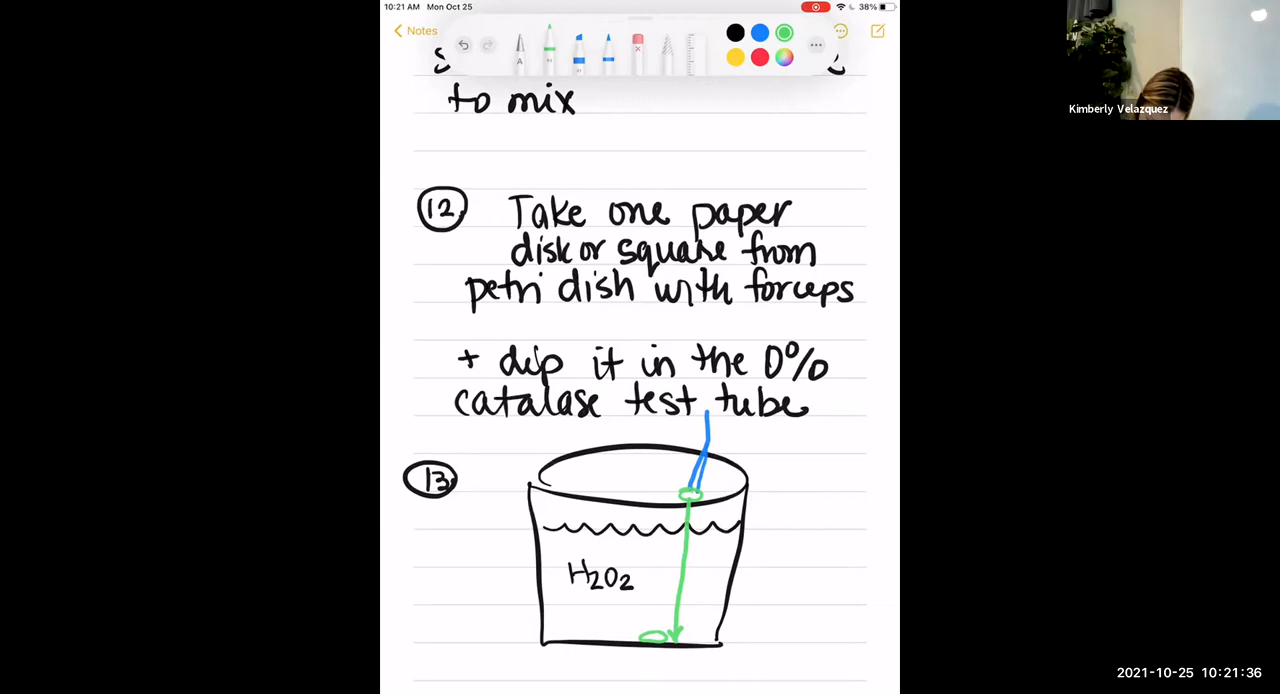 10:21 AM Mon Oct 25
38%
Notes
A
to mix
Kimberly Velazquez
12. Take one paper
disk or square from
petri dish with forceps
+ dip it in the 0%
catalase test tube
13.
H2O2
2021-10-25 10:21:36